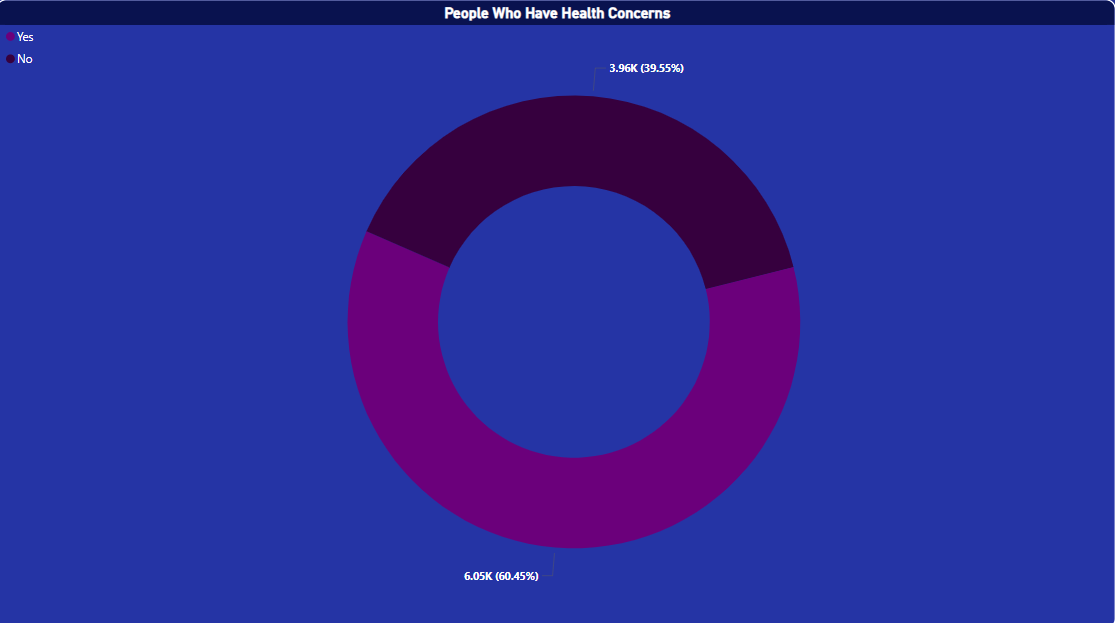 People Who Have Health Concerns
Yes
No
3.96K (39.55%)
6.05K (60.45%)